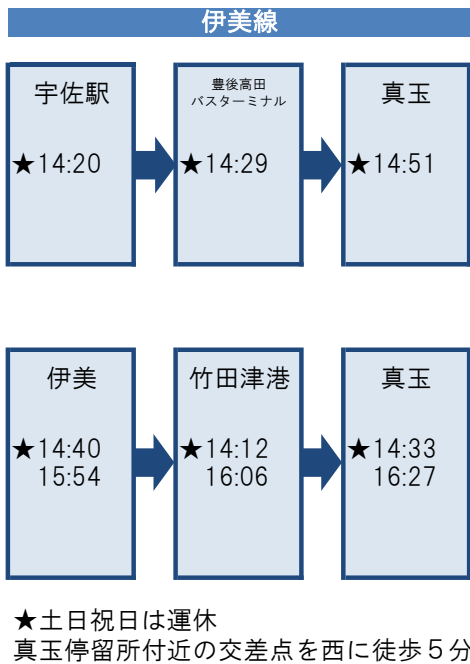 伊美線
宇佐駅
★14:20
豊後高田
バスターミナル
★14:29
真玉
★14:51
伊美
★14:40
15:54
竹田津港
★14:12
16:06
真玉
★14:33
16:27
★土日祝日は運休
真玉停留所付近の交差点を西に徒歩５分